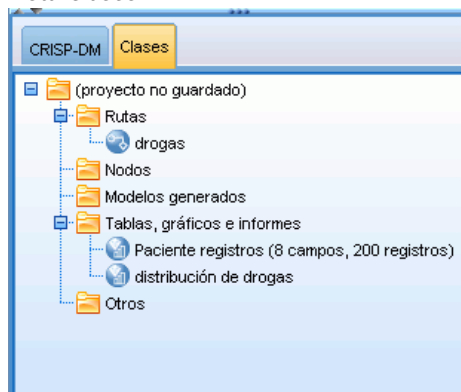 CRISP-DM Clases
(proyecto no guardado)
Rutas
drogas
Nodos
Modelos generados
Tablas, gráficos e informes
Paciente registros (8 campos, 200 registros)
distribución de drogas
Otros